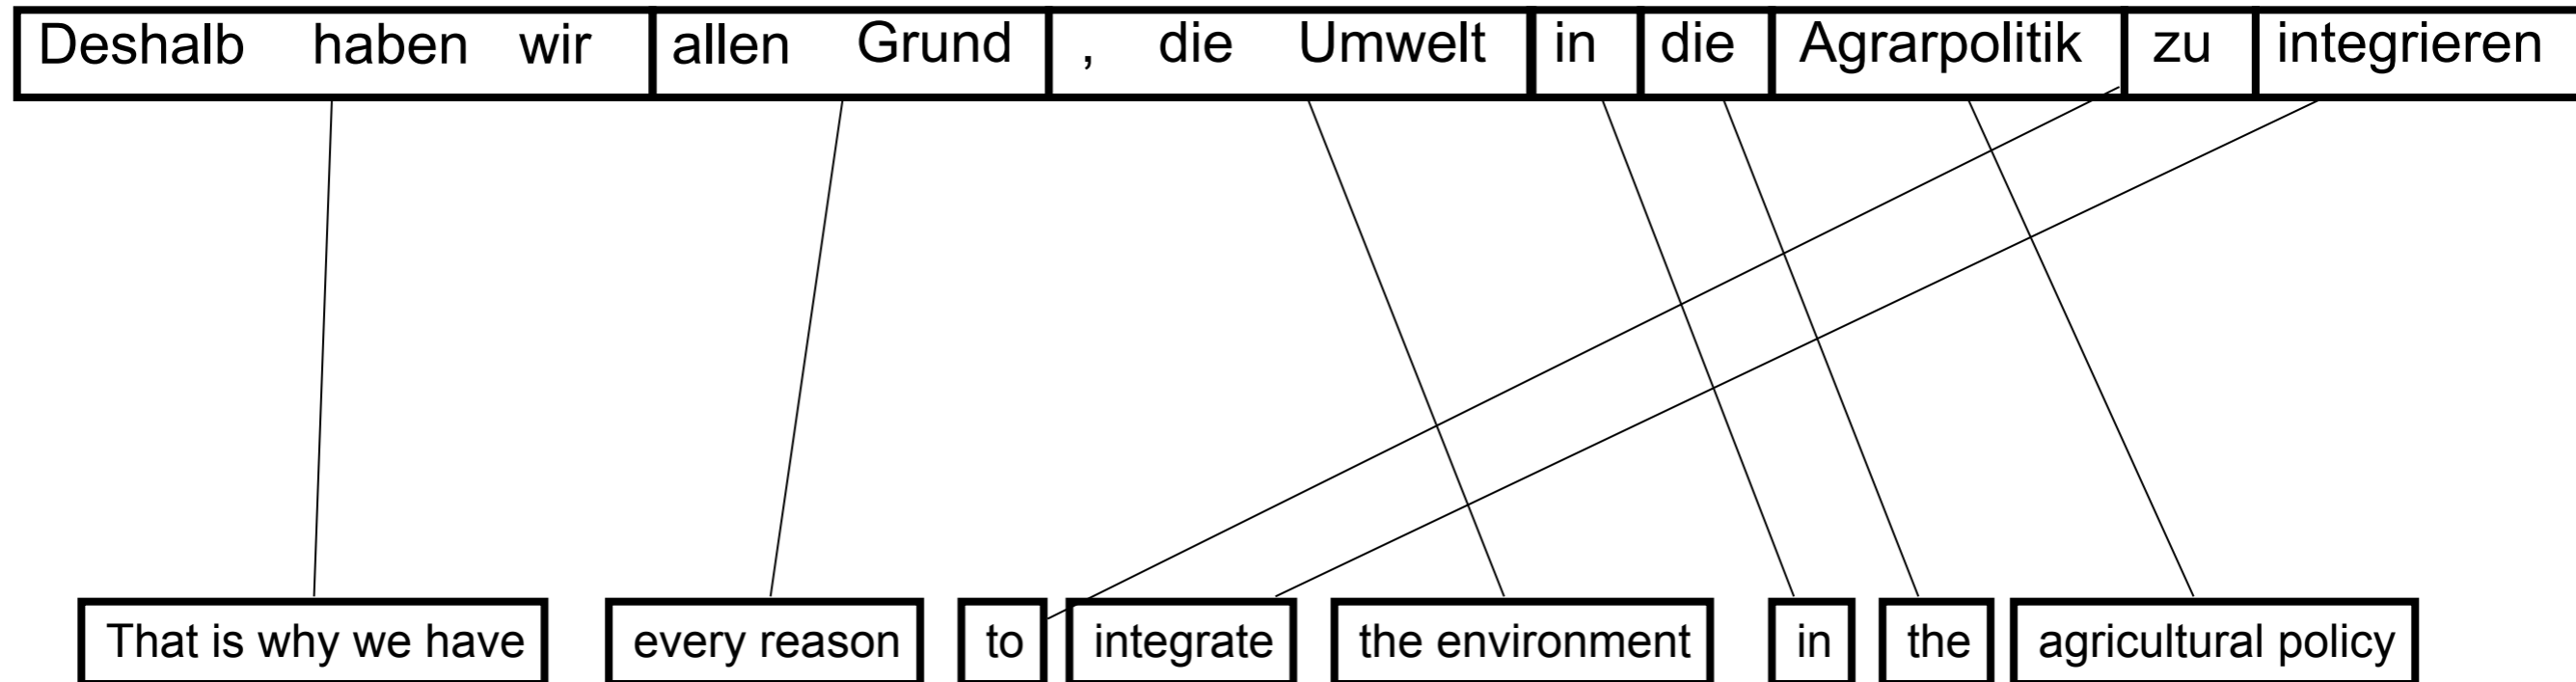 Deshalb haben wir allen Grund , die Umwelt in die Agrarpolitik zu integrieren
That is why we have every reason to integrate the environment in the agricultural policy